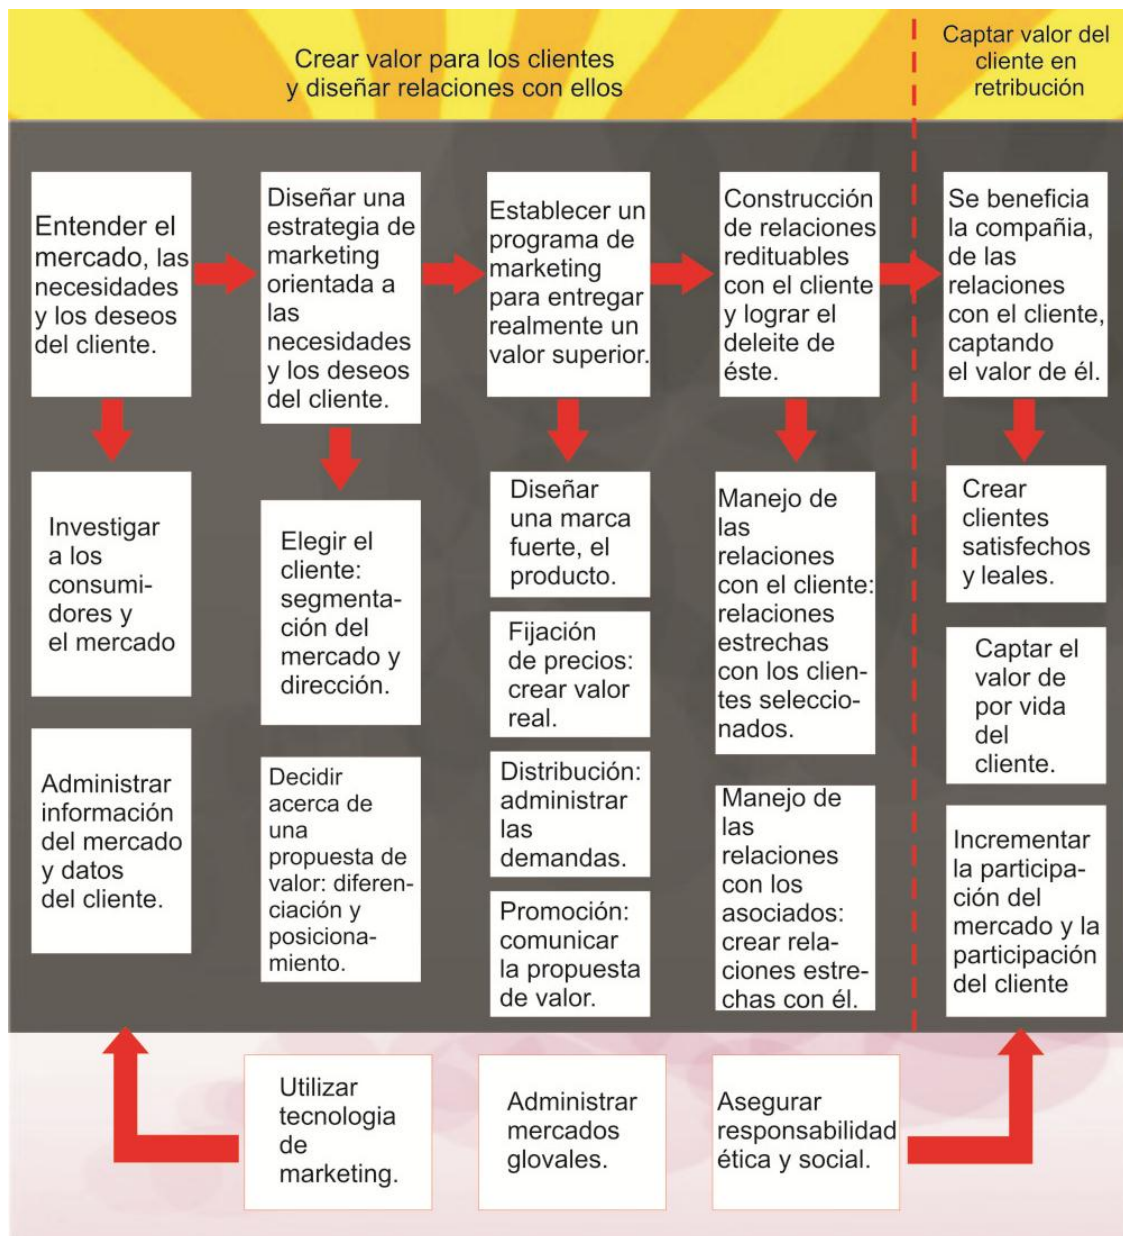 Crear valor para los clientes
y diseñar relaciones con ellos
Captar valor del
cliente en
retribución
Entender el
mercado, las
necesidades
y los deseos
del cliente.
Diseñar una
estrategia de
marketing
orientada a
las
necesidades
y los deseos
del cliente.
Establecer un
programa de
marketing
para entregar
realmente un
valor superior.
Construcción
de relaciones
redituables
con el cliente
y lograr el
deleite de
éste.
Se beneficia
la compañia,
de las
relaciones
con el cliente,
captando
el valor de él.
Investigar
a los
consumi-
dores y
el mercado
Administrar
información
del mercado
y datos
del cliente.
Elegir el
cliente:
segmenta-
ción del
mercado y
dirección.
Decidir
acerca de
una
propuesta de
valor: diferen-
ciación y
posiciona-
miento.
Diseñar
una marca
fuerte, el
producto.
Fijación
de precios:
crear valor
real.
Distribución:
administrar
las
demandas.
Promoción:
comunicar
la propuesta
de valor.
Manejo de
las
relaciones
con el cliente:
relaciones
estrechas
con los clien-
tes seleccio-
nados.
Manejo de
las
relaciones
con los
asociados:
crear rela-
ciones estre-
chas con él.
Crear
clientes
satisfechos
y leales.
Captar el
valor de
por vida
del
cliente.
Incrementar
la participa-
ción del
mercado y la
participación
del cliente
Utilizar
tecnologia
de
marketing.
Administrar
mercados
glovales.
Asegurar
responsabilidad
ética y social.